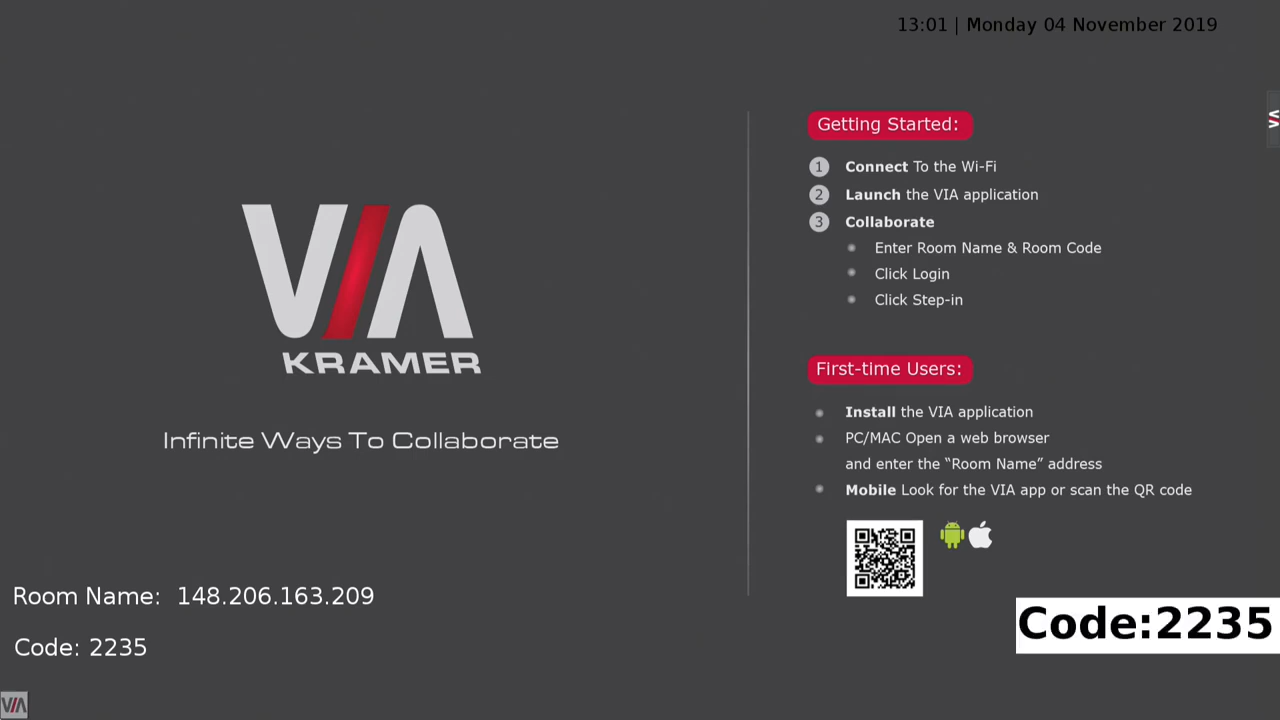 13:01 | Monday 04 November 2019
VIA
KRAMER
Infinite Ways To Collaborate
Getting Started:
1 Connect To the Wi-Fi
2 Launch the VIA application
3 Collaborate
Enter Room Name & Room Code
Click Login
Click Step-in
First-time Users:
Install the VIA application
PC/MAC Open a web browser
and enter the “Room Name” address
Mobile Look for the VIA app or scan the QR code
Room Name: 148.206.163.209
Code: 2235
Code:2235
VIA